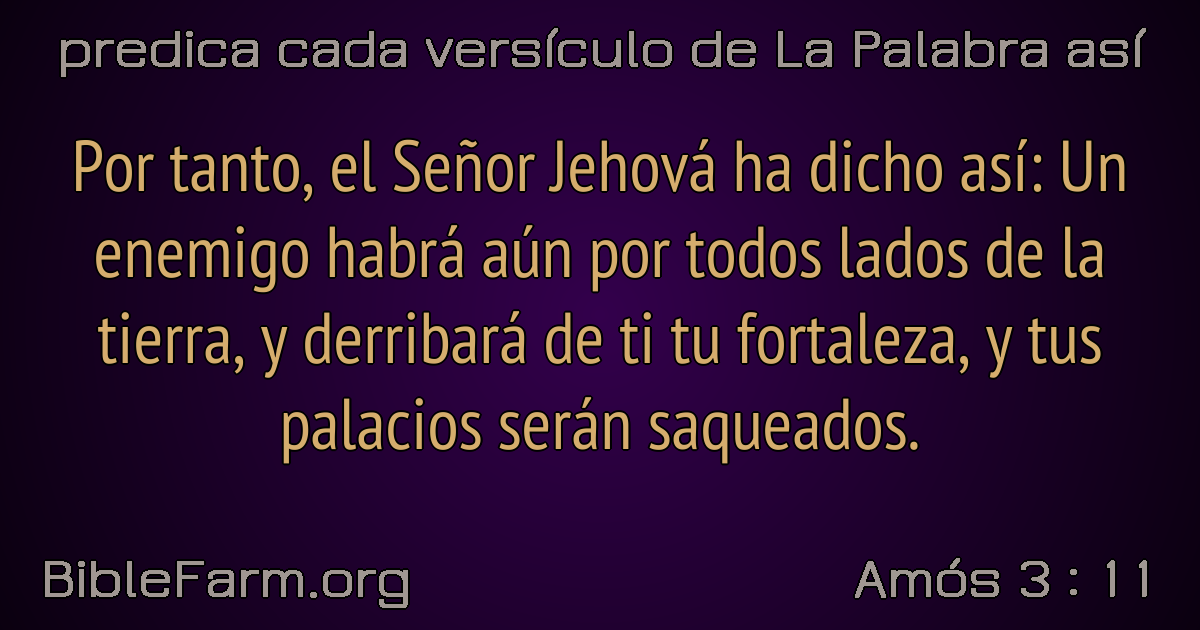 predica cada versículo de La Palabra así
Por tanto, el Señor Jehová ha dicho así: Un
enemigo habrá aún por todos lados de la
tierra, y derribará de ti tu fortaleza, y tus
palacios serán saqueados.
BibleFarm.org
Amós 3 : 11